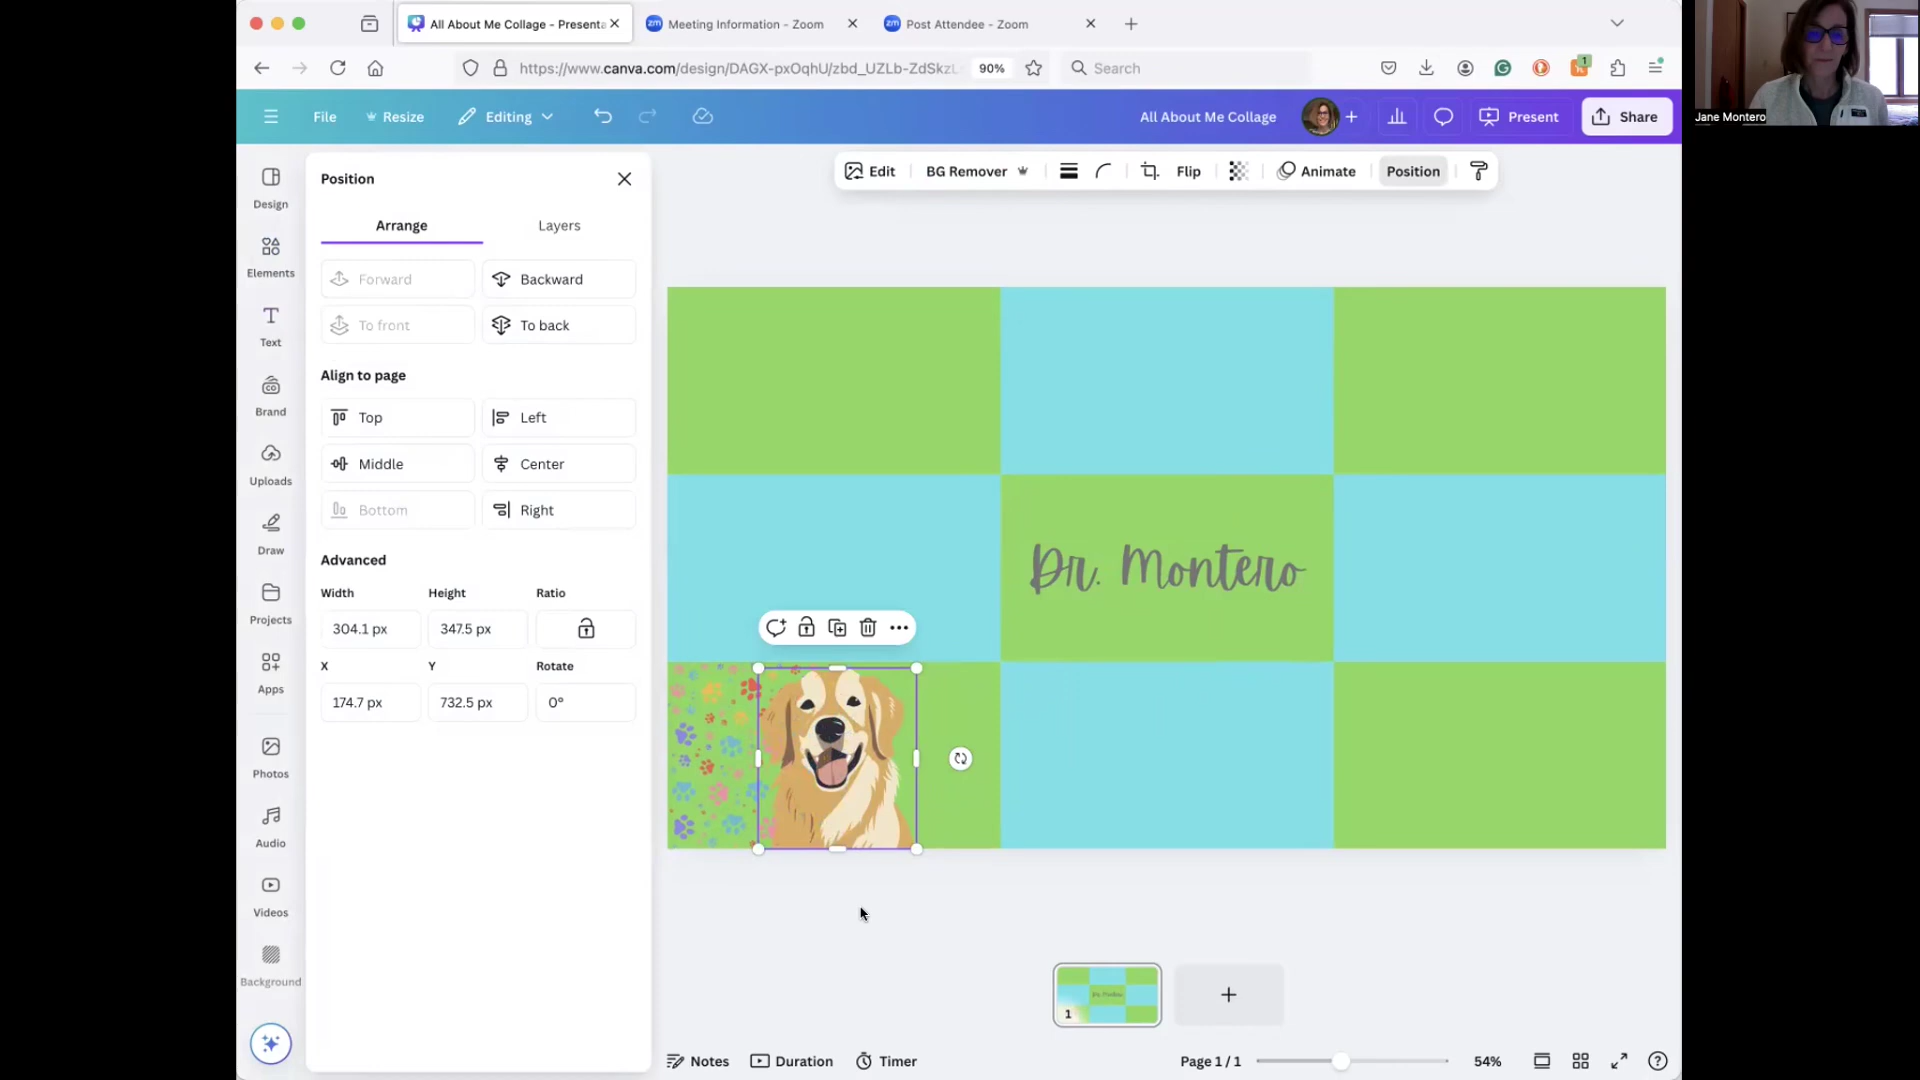 All About Me Collage - Presenta
Meeting Information - Zoom
Post Attendee - Zoom
https://www.canva.com/design/DAGX-pxOqhU/zbd_UZLb-ZdSkzL
90%
Search
1
Jane Montero
File
Resize
Editing
All About Me Collage
Present
Share
Design
Elements
Text
Brand
Uploads
Draw
Projects
Apps
Photos
Audio
Videos
Background
Position
Arrange
Layers
Forward
Backward
To front
To back
Align to page
Top
Left
Middle
Center
Bottom
Right
Advanced
Width
Height
Ratio
304.1 px
347.5 px
X
Y
Rotate
174.7 px
732.5 px
0°
Edit
BG Remover
Flip
Animate
Position
Dr. Montero
Dr. Montero
1
Notes
Duration
Timer
Page 1 / 1
54%